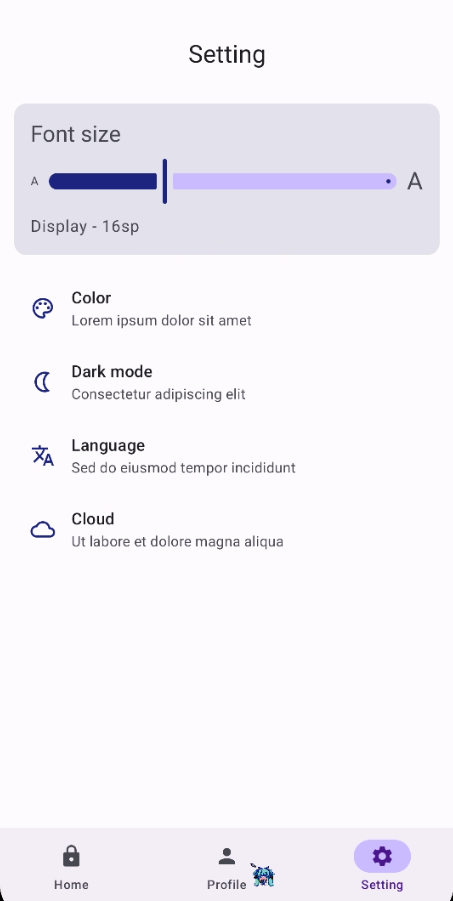 Setting
Font size
A A
Display - 16sp
Color
Lorem ipsum dolor sit amet
Dark mode
Consectetur adipiscing elit
Language
Sed do eiusmod tempor incididunt
Cloud
Ut labore et dolore magna aliqua
Home Profile Setting